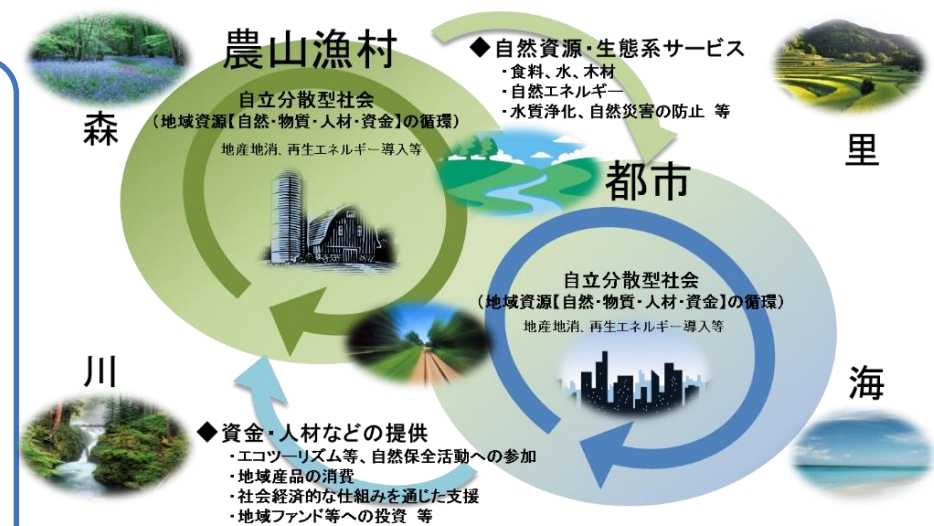 農山漁村
自立分散型社会
（地域資源【自然・物質・人材・資金】の循環）
地産地消、再生エネルギー導入等
森
◆自然資源・生態系サービス
・食料、水、木材
・自然エネルギー
・水質浄化、自然災害の防止 等
里
都市
自立分散型社会
（地域資源【自然・物質・人材・資金】の循環）
地産地消、再生エネルギー導入等
川
海
◆資金・人材などの提供
・エコツーリズム等、自然保全活動への参加
・地域産品の消費
・社会経済的な仕組みを通じた支援
・地域ファンド等への投資 等